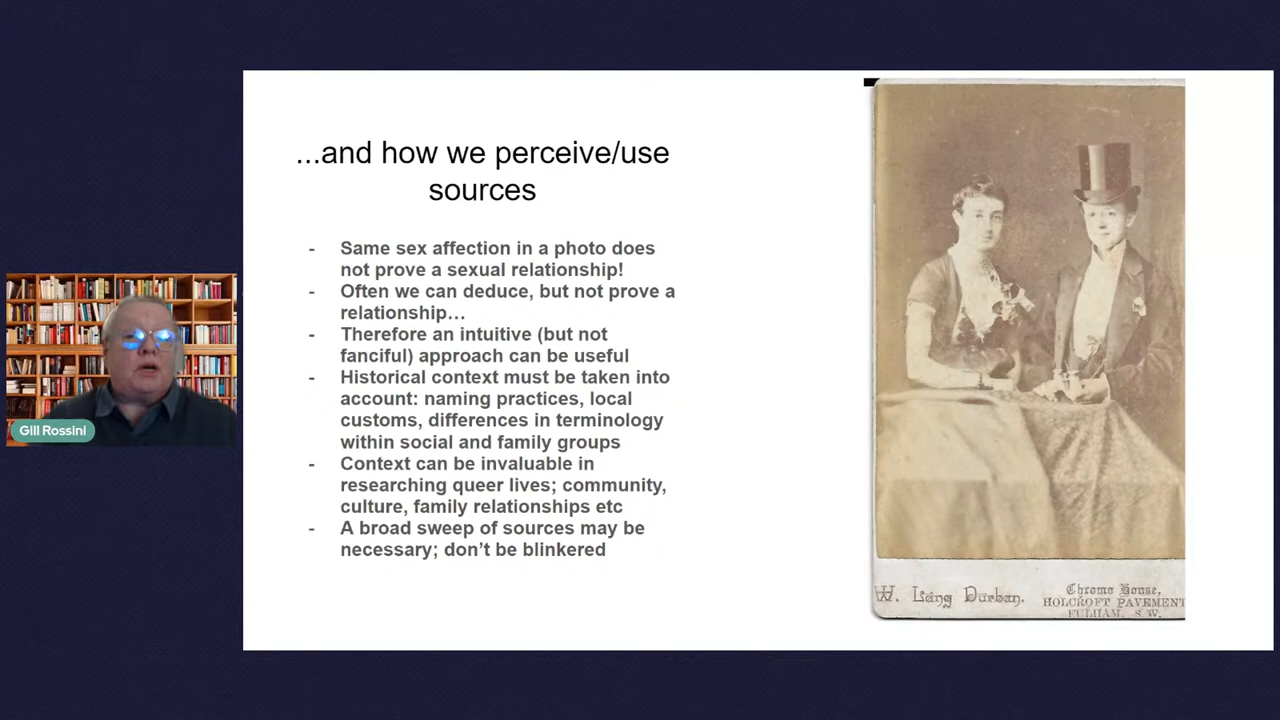 ...and how we perceive/use
sources
- Same sex affection in a photo does
not prove a sexual relationship!
- Often we can deduce, but not prove a
relationship…
- Therefore an intuitive (but not
fanciful) approach can be useful
- Historical context must be taken into
account: naming practices, local
customs, differences in terminology
within social and family groups
- Context can be invaluable in
researching queer lives; community,
culture, family relationships etc
- A broad sweep of sources may be
necessary; don’t be blinkered
Gill Rossini
W. Läng Durban.
Chromo House,
HOLCROFT PAVEMENT
FULHAM, S.W.